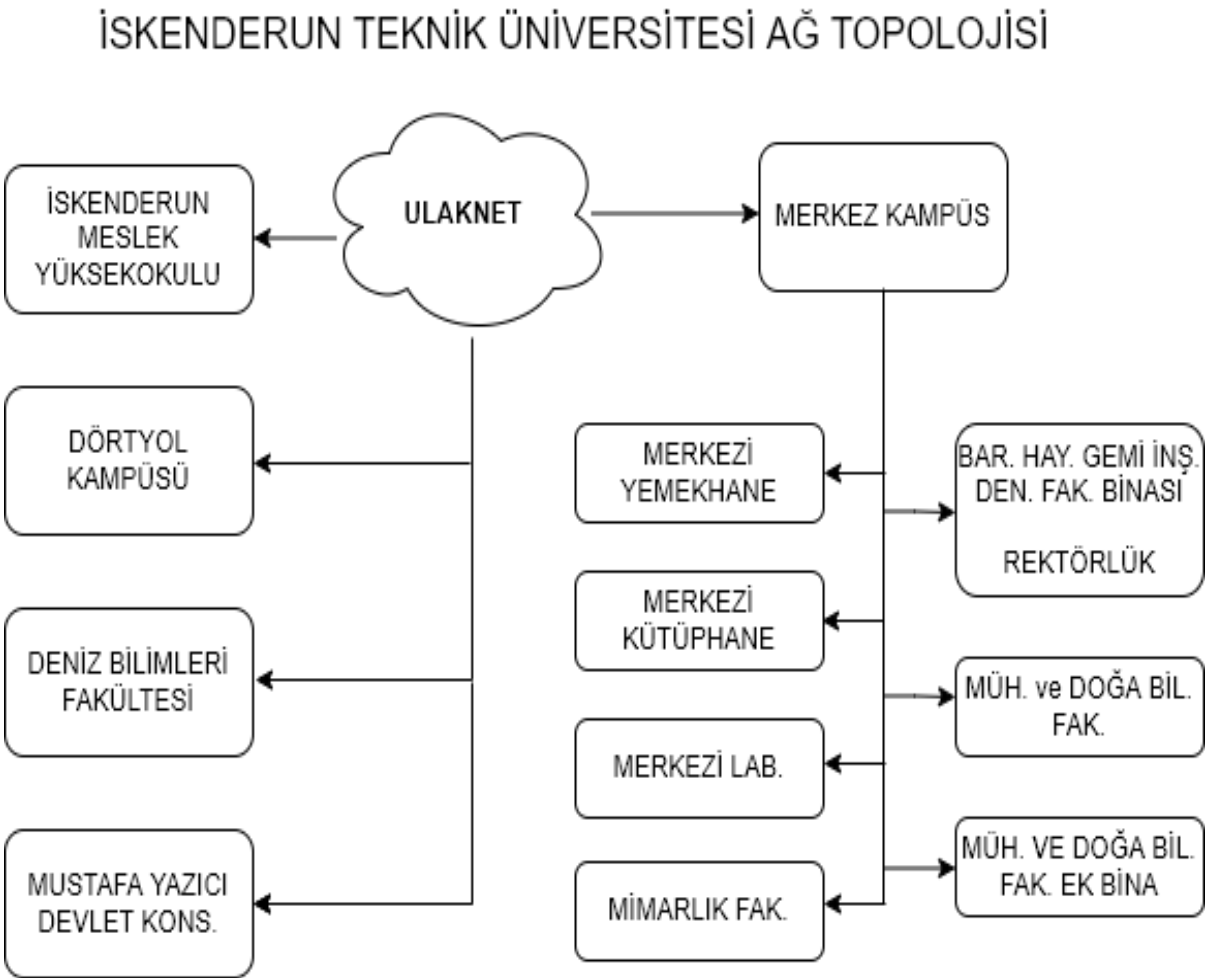 İSKENDERUN TEKNİK ÜNİVERSİTESİ AĞ TOPOLOJİSİ
İSKENDERUN
MESLEK
YÜKSEKOKULU
ULAKNET
MERKEZ KAMPÜS
DÖRTYOL
KAMPÜSÜ
DENİZ BİLİMLERİ
FAKÜLTESİ
MUSTAFA YAZICI
DEVLET KONS.
MERKEZİ
YEMEKHANE
MERKEZİ
KÜTÜPHANE
MERKEZİ LAB.
MİMARLIK FAK.
BAR. HAY. GEMİ İNŞ.
DEN. FAK. BİNASI
REKTÖRLÜK
MÜH. ve DOĞA BİL.
FAK.
MÜH. VE DOĞA BİL.
FAK. EK BİNA